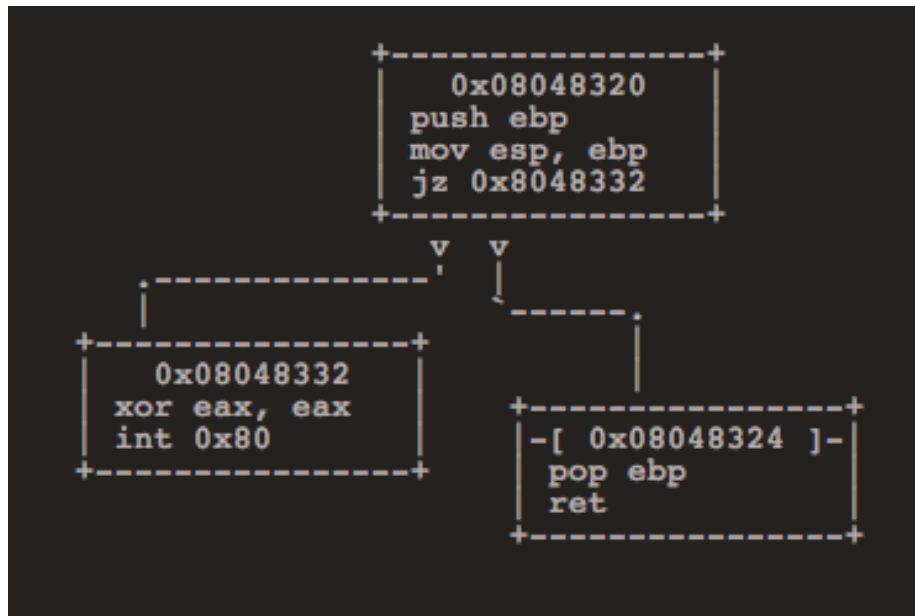 0x08048320
push ebp
mov esp, ebp
jz 0x8048332
v v
0x08048332
xor eax, eax
int 0x80
-[ 0x08048324 ]-
pop ebp
ret